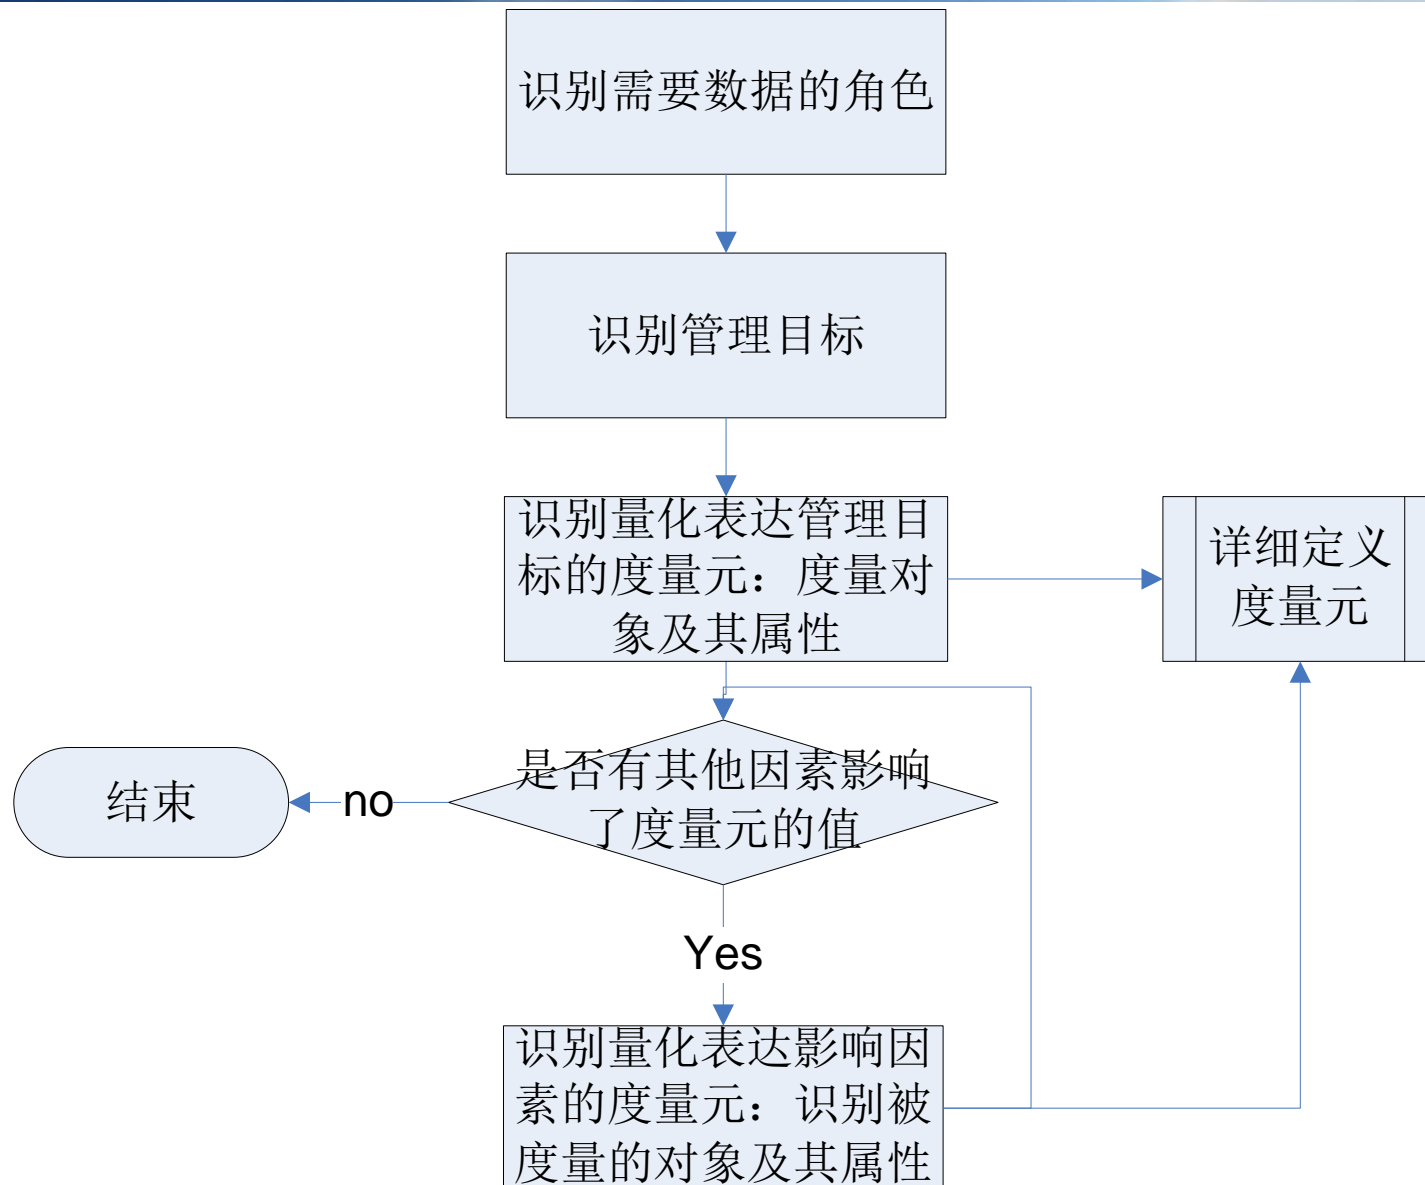 识别需要数据的角色
识别管理目标
识别量化表达管理目
标的度量元：度量对
象及其属性
详细定义
度量元
是否有其他因素影响
了度量元的值
结束
no
Yes
识别量化表达影响因
素的度量元：识别被
度量的对象及其属性